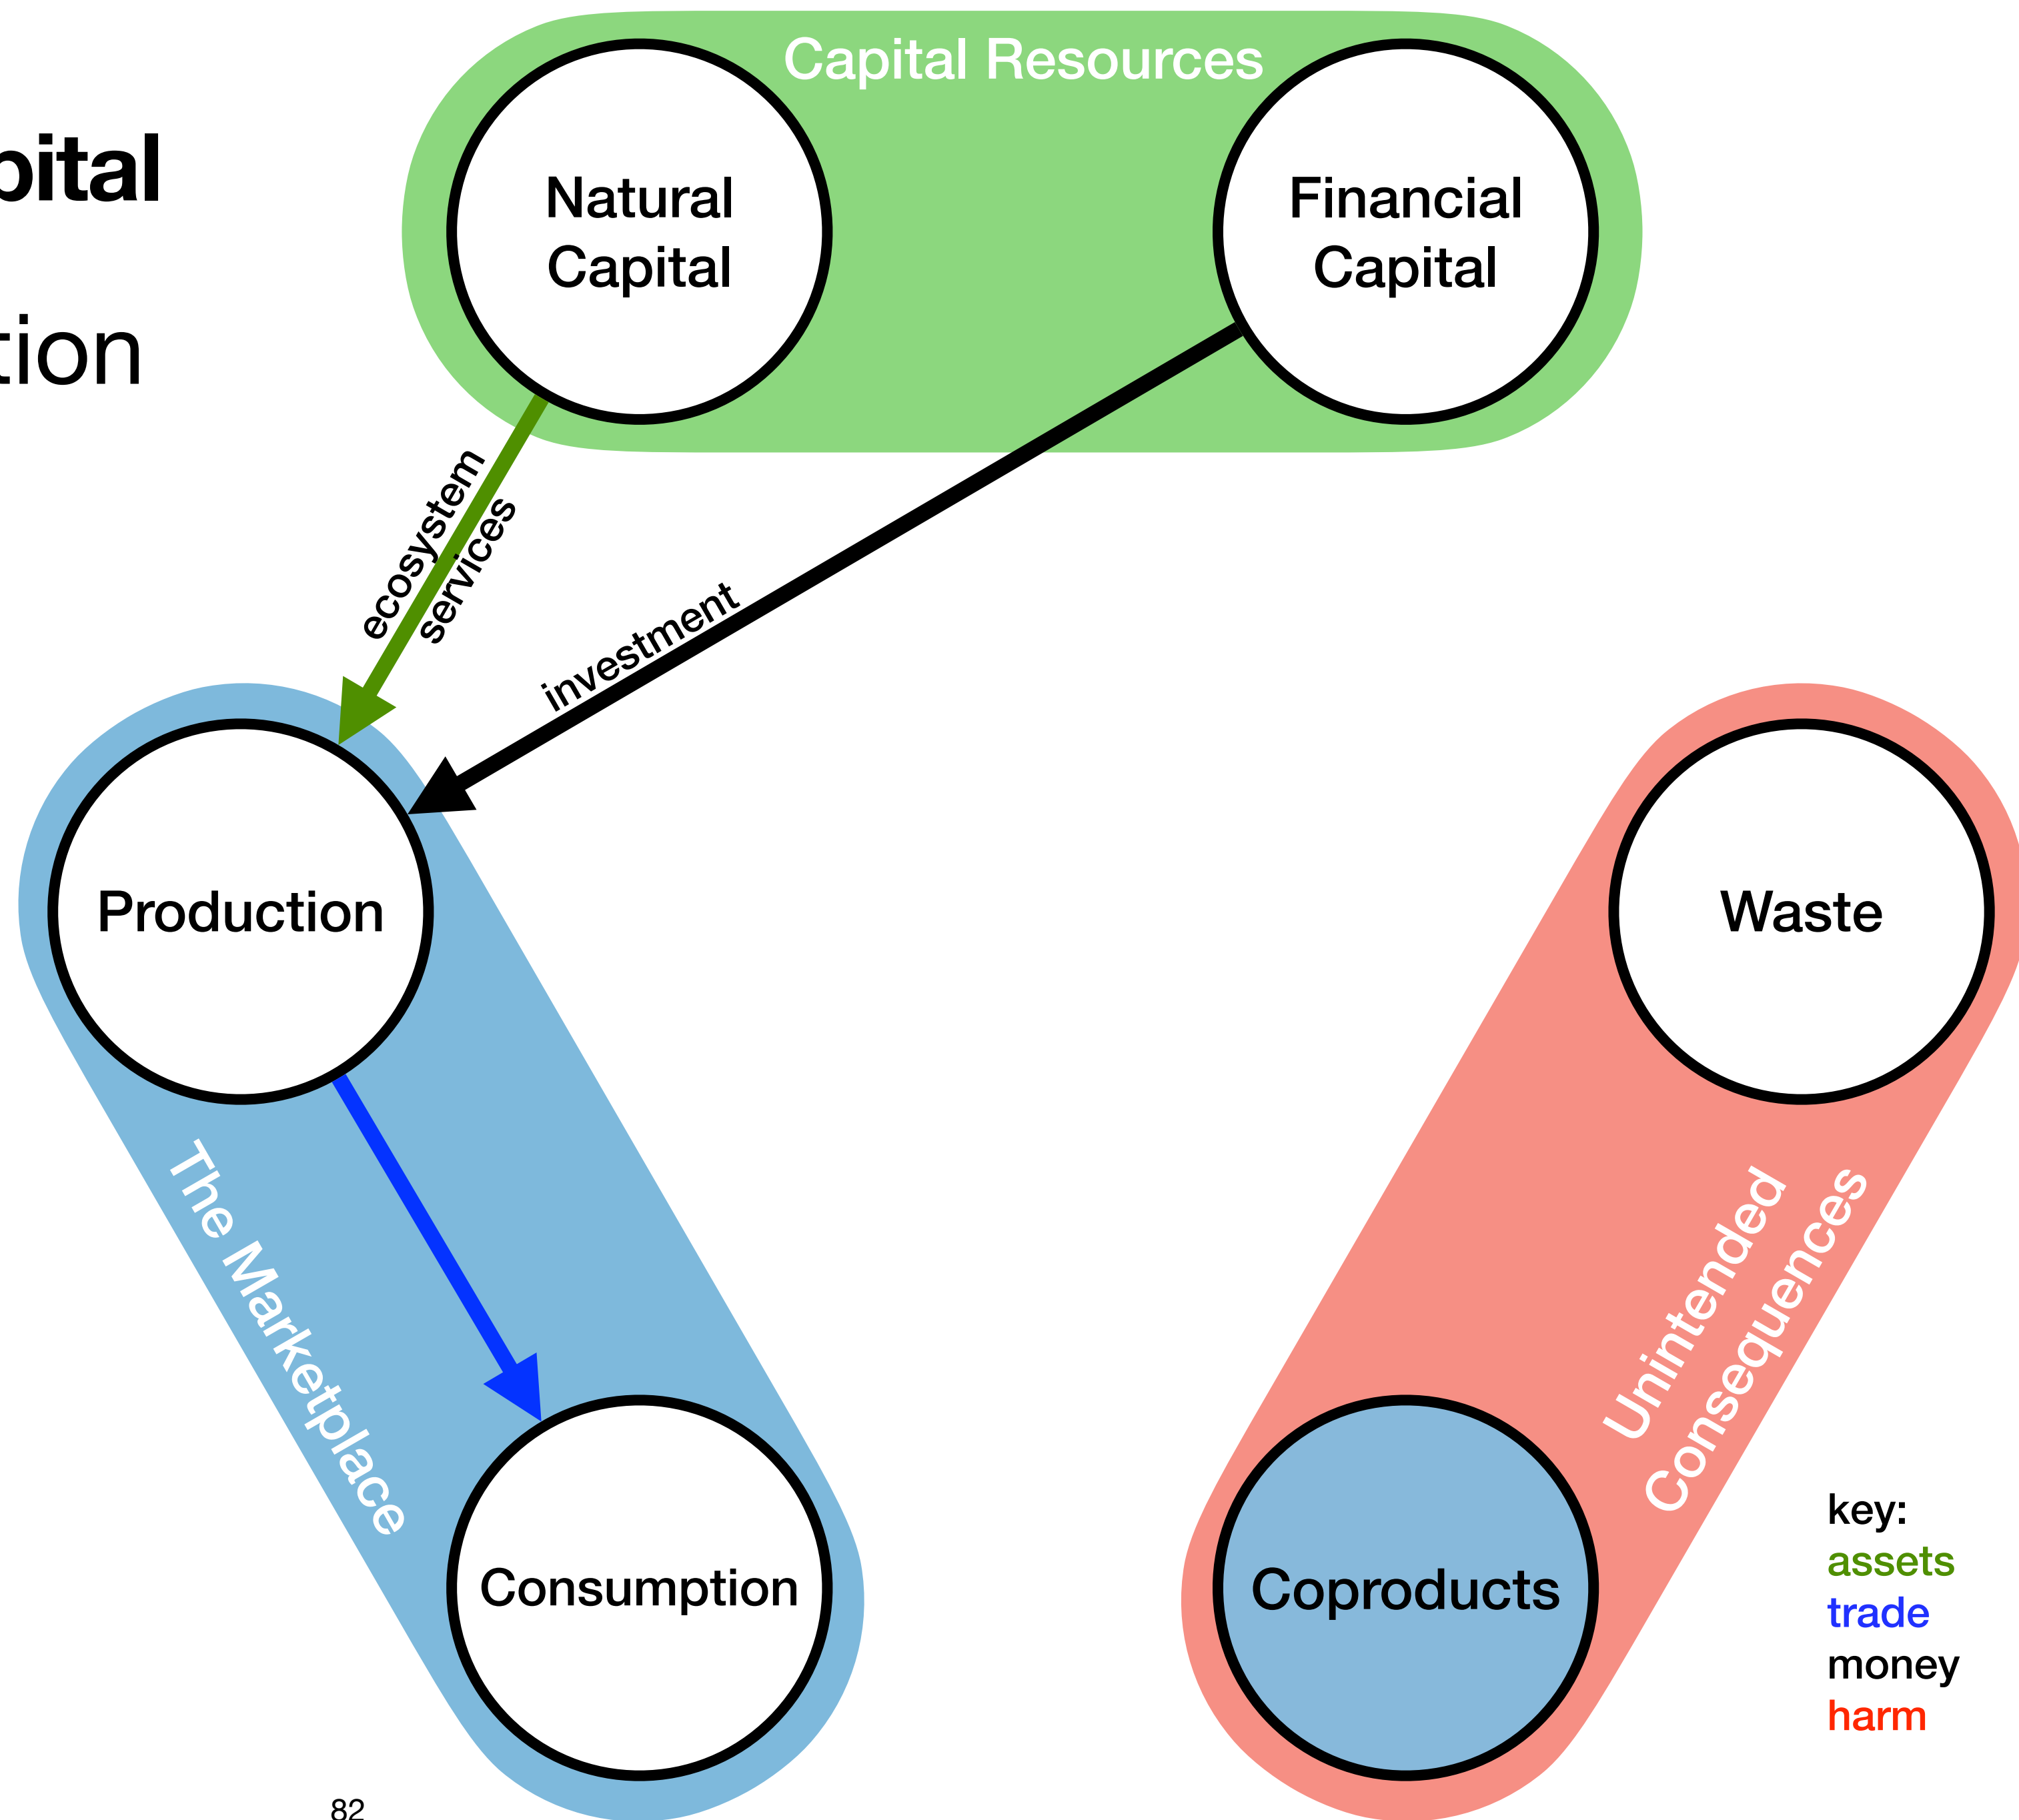 Capital Resources
pital
tion
Natural
Capital
Financial
Capital
ecosystem
services
investment
Production
Waste
The Marketplace
Unintended
Consequences
Consumption
Coproducts
key:
assets
trade
money
harm
82